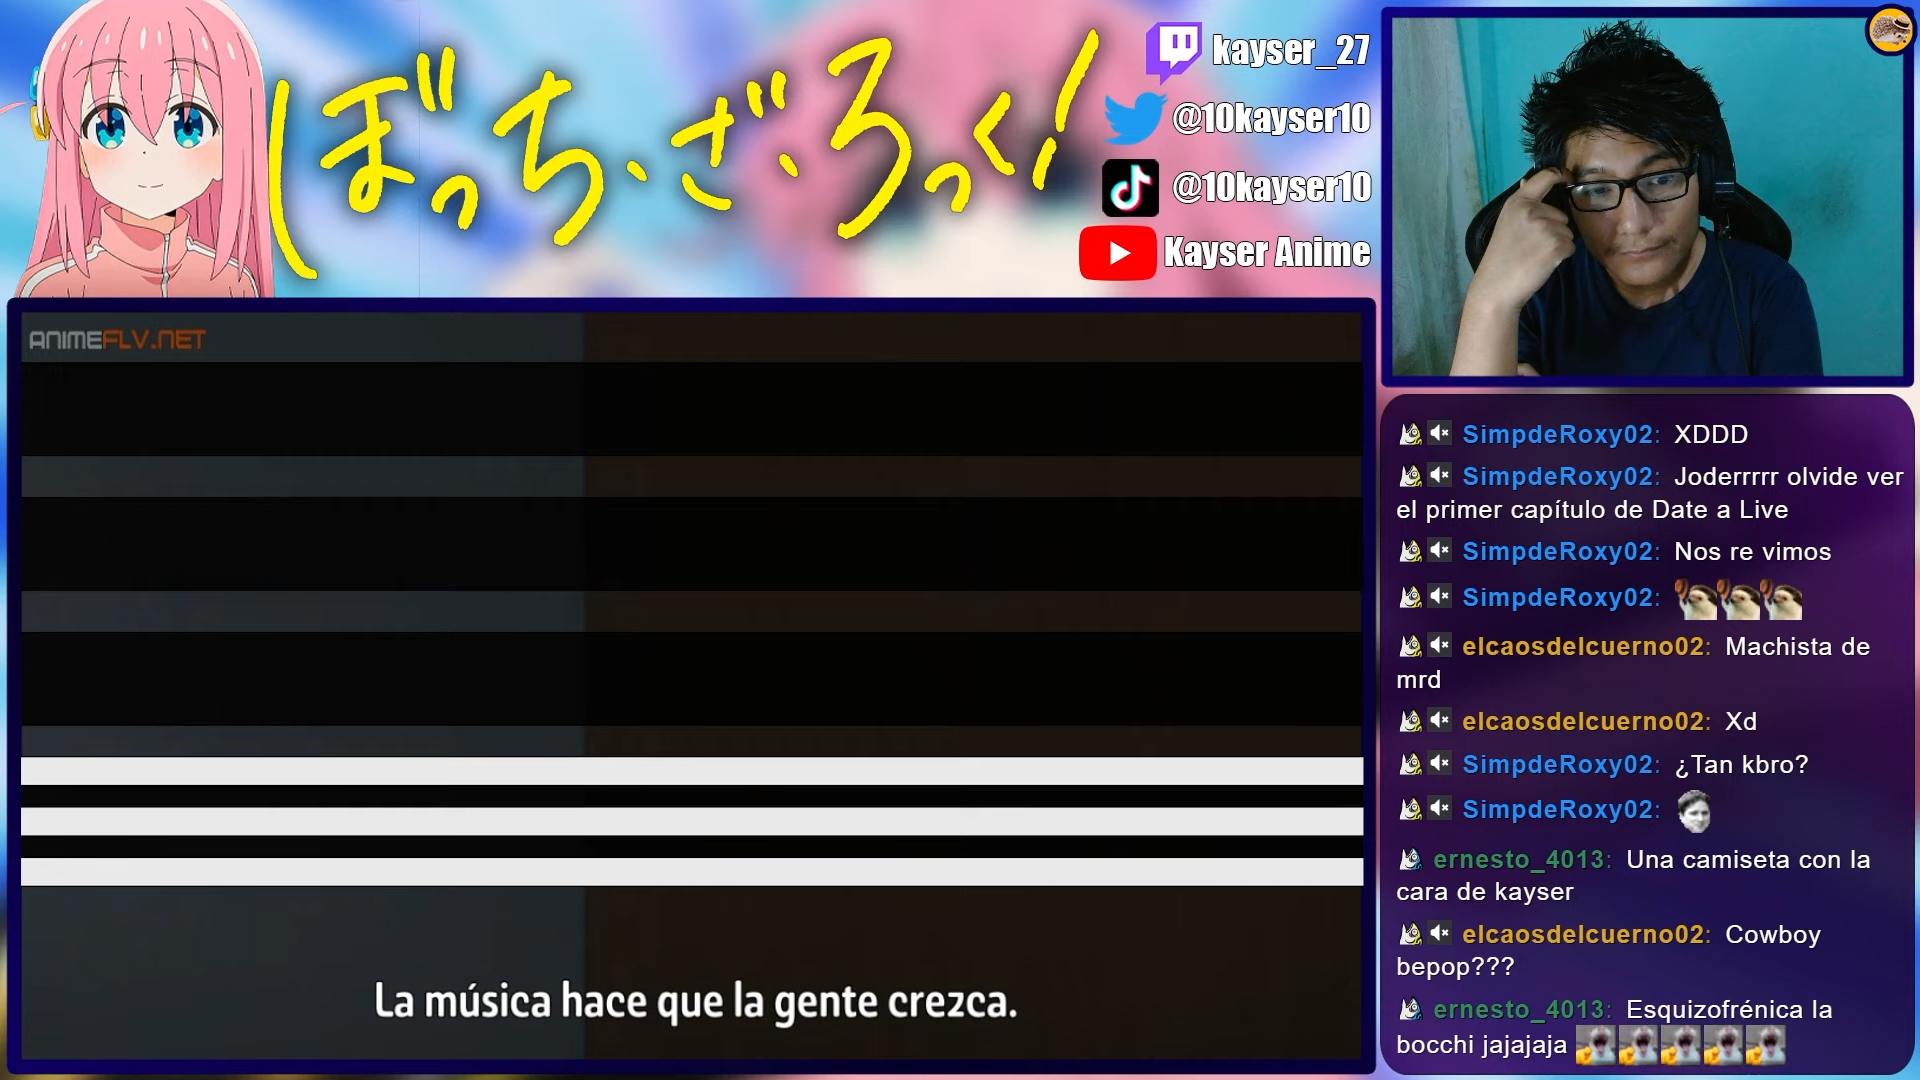 ぼっち・ざ・ろっく!
kayser_27
@10kayser10
@10kayser10
Kayser Anime
ANIMEFLV.NET
La música hace que la gente crezca.
SimpdeRoxy02: XDDD
SimpdeRoxy02: Joderrrrr olvide ver
el primer capítulo de Date a Live
SimpdeRoxy02: Nos re vimos
SimpdeRoxy02:
elcaosdelcuerno02: Machista de
mrd
elcaosdelcuerno02: Xd
SimpdeRoxy02: ¿Tan kbro?
SimpdeRoxy02:
ernesto_4013: Una camiseta con la
cara de kayser
elcaosdelcuerno02: Cowboy
bepop???
ernesto_4013: Esquizofrénica la
bocchi jajajaja